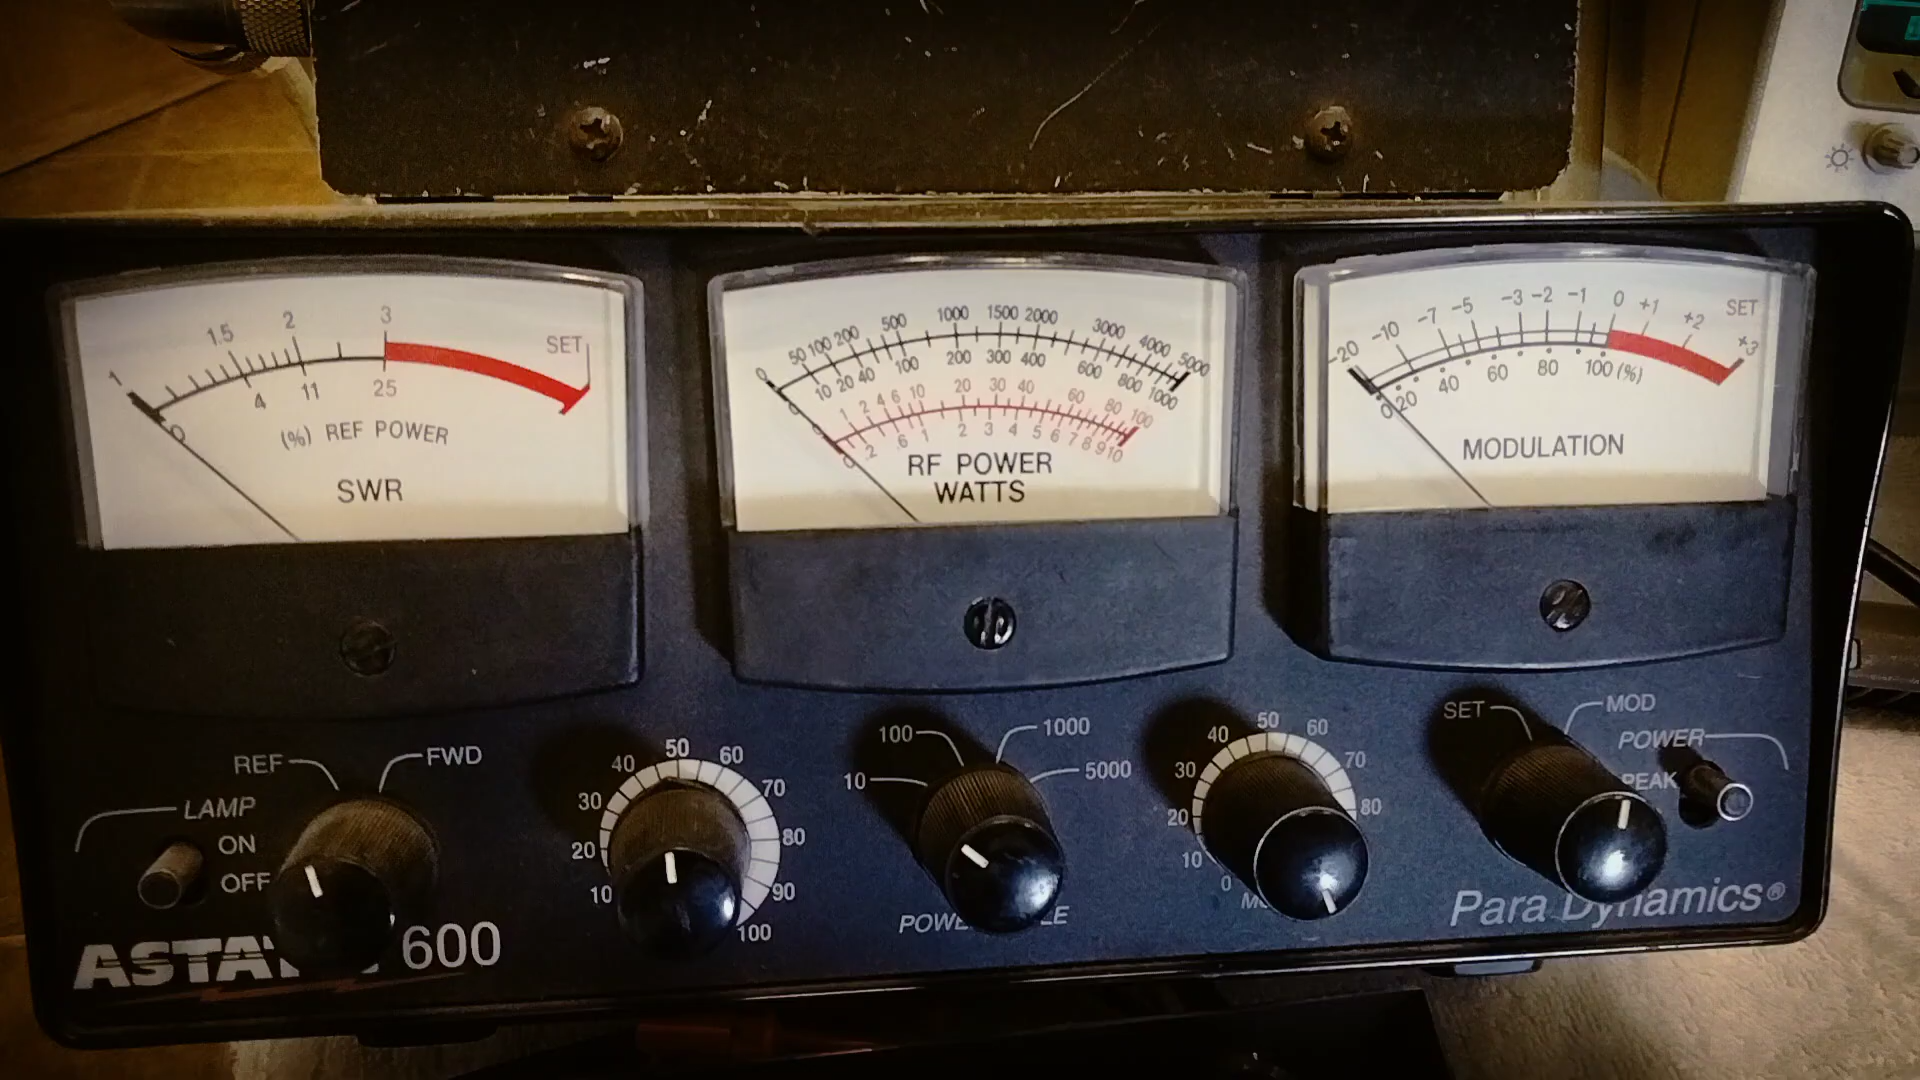 1 1.5 2 3 SET
0 4 11 25
(%) REF POWER
SWR
0 50 100 200 500 1000 1500 2000 3000 4000 5000
0 10 20 40 100 200 300 400 600 800 1000
0 1 2 4 6 10 20 30 40 60 80 100
0 .2 .6 1 2 3 4 5 6 7 8 9 10
RF POWER
WATTS
-20 -10 -7 -5 -3 -2 -1 0 +1 +2 +3 SET
0 20 40 60 80 100 (%)
MODULATION
REF FWD
LAMP
ON
OFF
10 20 30 40 50 60 70 80 90 100
10 100 1000 5000
0 10 20 30 40 50 60 70 80
SET MOD
POWER
PEAK
600
Para Dynamics®